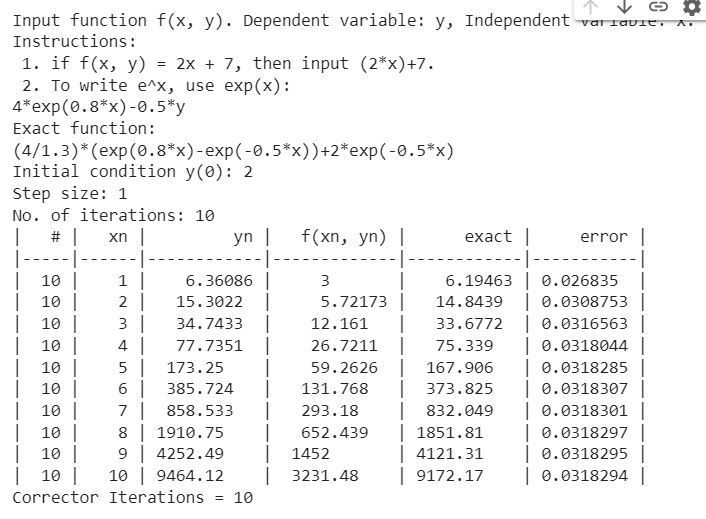 Input function f(x, y). Dependent variable: y, Independent variable: x.
Instructions:
1. if f(x, y) = 2x + 7, then input (2*x)+7.
2. To write e^x, use exp(x):
4*exp(0.8*x)-0.5*y
Exact function:
(4/1.3)*(exp(0.8*x)-exp(-0.5*x))+2*exp(-0.5*x)
Initial condition y(0): 2
Step size: 1
No. of iterations: 10
| # | xn | yn | f(xn, yn) | exact | error |
|-----|------|------------|-------------|------------|-----------|
| 10 | 1 | 6.36086 | 3 | 6.19463 | 0.026835 |
| 10 | 2 | 15.3022 | 5.72173 | 14.8439 | 0.0308753 |
| 10 | 3 | 34.7433 | 12.161 | 33.6772 | 0.0316563 |
| 10 | 4 | 77.7351 | 26.7211 | 75.339 | 0.0318044 |
| 10 | 5 | 173.25 | 59.2626 | 167.906 | 0.0318285 |
| 10 | 6 | 385.724 | 131.768 | 373.825 | 0.0318307 |
| 10 | 7 | 858.533 | 293.18 | 832.049 | 0.0318301 |
| 10 | 8 | 1910.75 | 652.439 | 1851.81 | 0.0318297 |
| 10 | 9 | 4252.49 | 1452 | 4121.31 | 0.0318295 |
| 10 | 10 | 9464.12 | 3231.48 | 9172.17 | 0.0318294 |
Corrector Iterations = 10